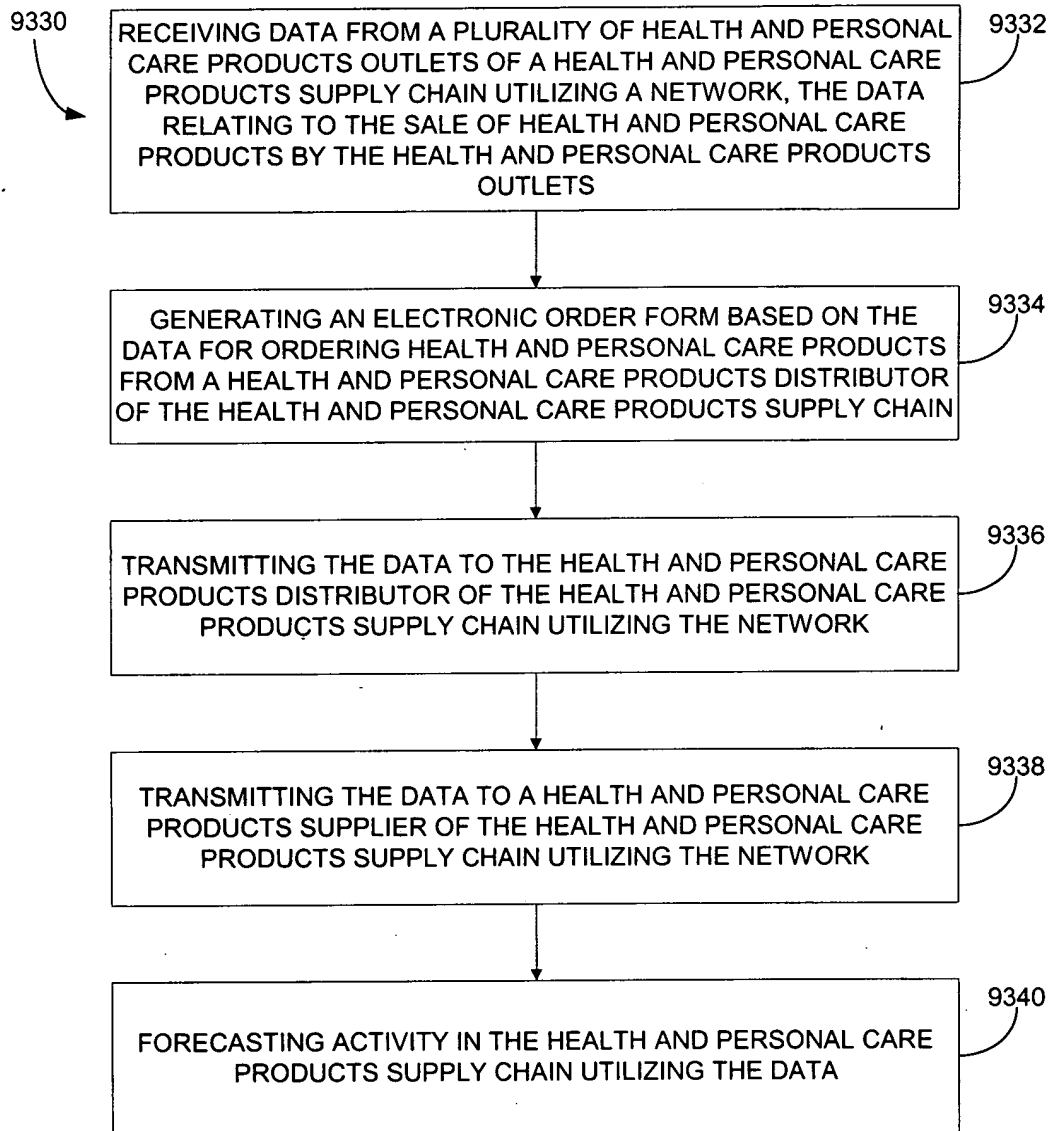 9330
RECEIVING DATA FROM A PLURALITY OF HEALTH AND PERSONAL
CARE PRODUCTS OUTLETS OF A HEALTH AND PERSONAL CARE
PRODUCTS SUPPLY CHAIN UTILIZING A NETWORK, THE DATA
RELATING TO THE SALE OF HEALTH AND PERSONAL CARE
PRODUCTS BY THE HEALTH AND PERSONAL CARE PRODUCTS
OUTLETS
9332
GENERATING AN ELECTRONIC ORDER FORM BASED ON THE
DATA FOR ORDERING HEALTH AND PERSONAL CARE PRODUCTS
FROM A HEALTH AND PERSONAL CARE PRODUCTS DISTRIBUTOR
OF THE HEALTH AND PERSONAL CARE PRODUCTS SUPPLY CHAIN
9334
TRANSMITTING THE DATA TO THE HEALTH AND PERSONAL CARE
PRODUCTS DISTRIBUTOR OF THE HEALTH AND PERSONAL CARE
PRODUCTS SUPPLY CHAIN UTILIZING THE NETWORK
9336
TRANSMITTING THE DATA TO A HEALTH AND PERSONAL CARE
PRODUCTS SUPPLIER OF THE HEALTH AND PERSONAL CARE
PRODUCTS SUPPLY CHAIN UTILIZING THE NETWORK
9338
FORECASTING ACTIVITY IN THE HEALTH AND PERSONAL CARE
PRODUCTS SUPPLY CHAIN UTILIZING THE DATA
9340